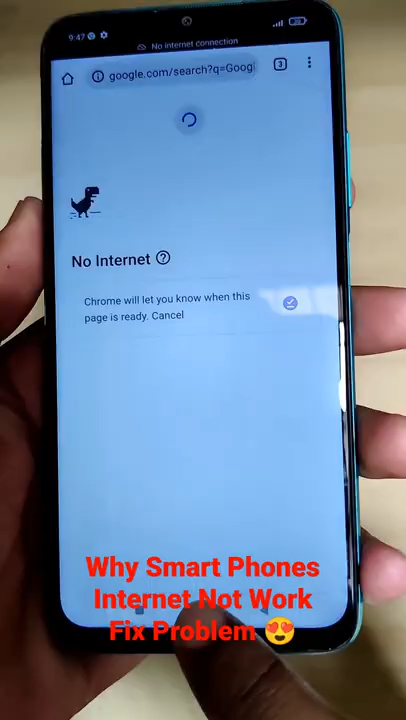 9:47
No internet connection
google.com/search?q=Goog
3
No Internet
Chrome will let you know when this
page is ready. Cancel
Why Smart Phones
Internet Not Work
Fix Problem 😍